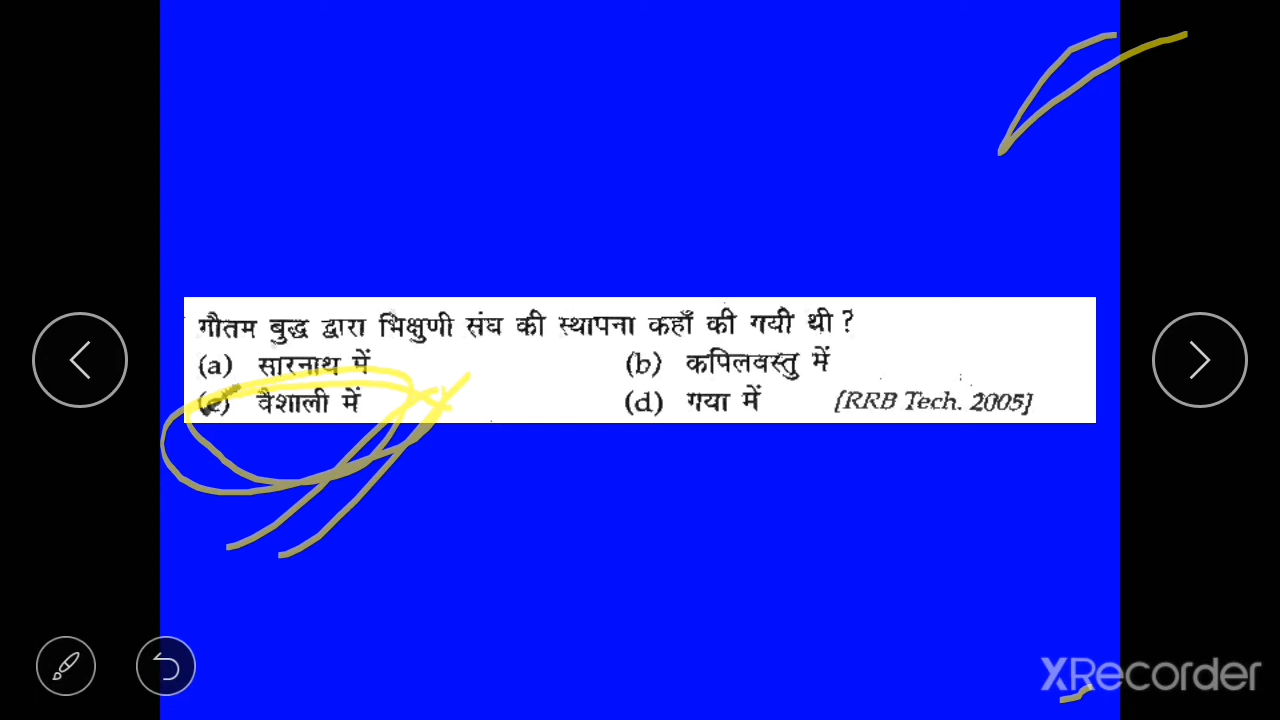 गौतम बुद्ध द्वारा भिक्षुणी संघ की स्थापना कहाँ की गयी थी ?
(a) सारनाथ में (b) कपिलवस्तु में
(c) वैशाली में (d) गया में [RRB Tech. 2005]
XRecorder